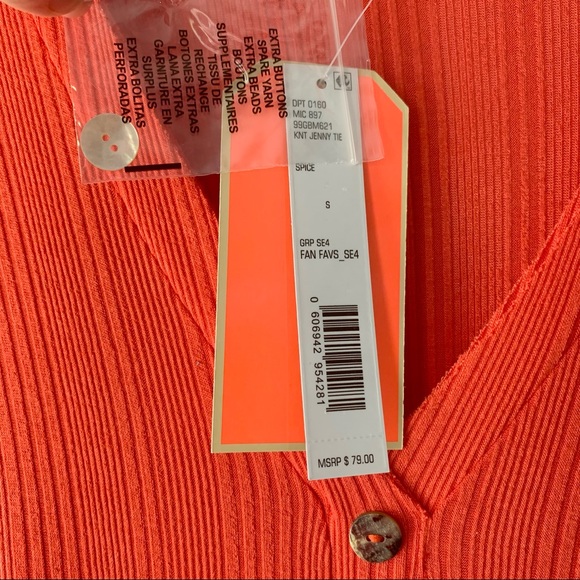 EXTRA BUTTONS
SPARE YARN
EXTRA BEADS
BOUTONS
SUPPLEMENTAIRES
TISSU DE
RECHANGE
BOTONES EXTRAS
LANA EXTRA
GARNITURE EN
SURPLUS
EXTRA BOLITAS
PERFORADAS
DPT 0160
MIC 897
99GBM621
KNT JENNY TIE
SPICE
S
GRP SE4
FAN FAVS_SE4
0 606942 954281
MSRP $ 79.00